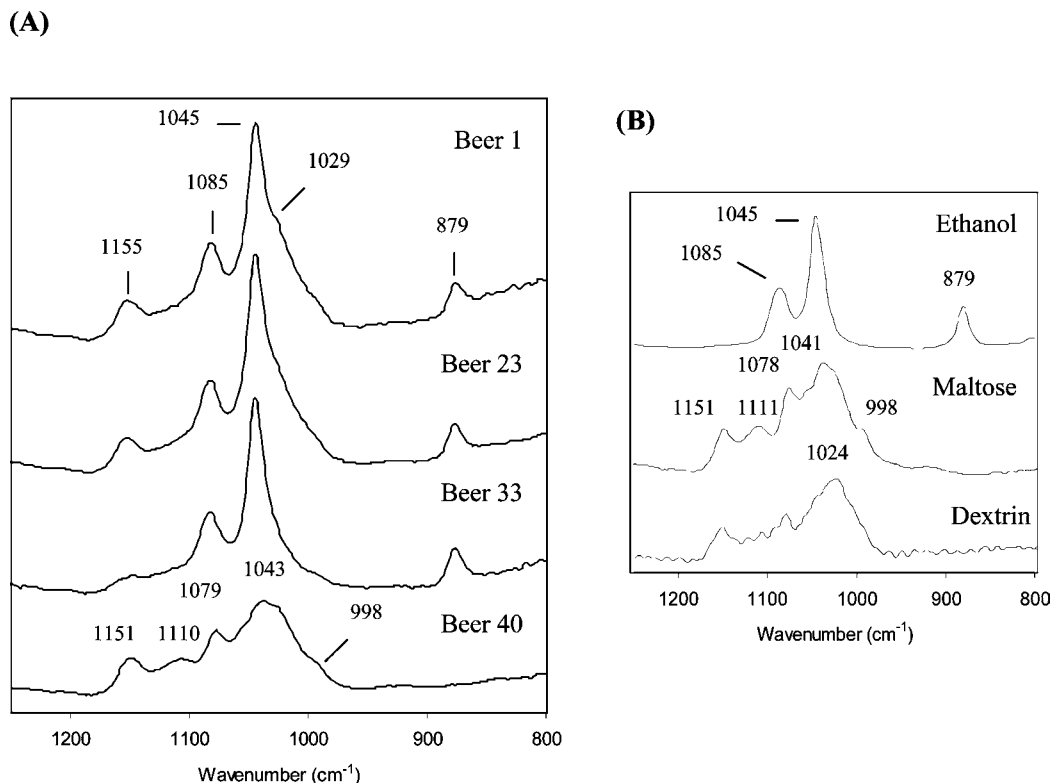 (A)
1045
Beer 1
1029
1085
879
1155
Beer 23
Beer 33
1043
1079
998
Beer 40
1151 1110
1200 1100 1000 900 800
Wavenumber (cm-1)
(B)
1045
Ethanol
1085
879
1041
1078
Maltose
1151 1111 998
1024
Dextrin
1200 1100 1000 900 800
Wavenumber (cm-1)